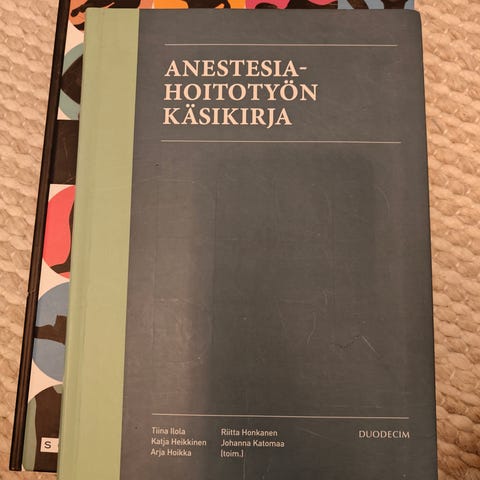 ANESTESIA-
HOITOTYÖN
KÄSIKIRJA
Tiina Ilola
Katja Heikkinen
Arja Hoikka
Riitta Honkanen
Johanna Katomaa
(toim.)
DUODECIM
S